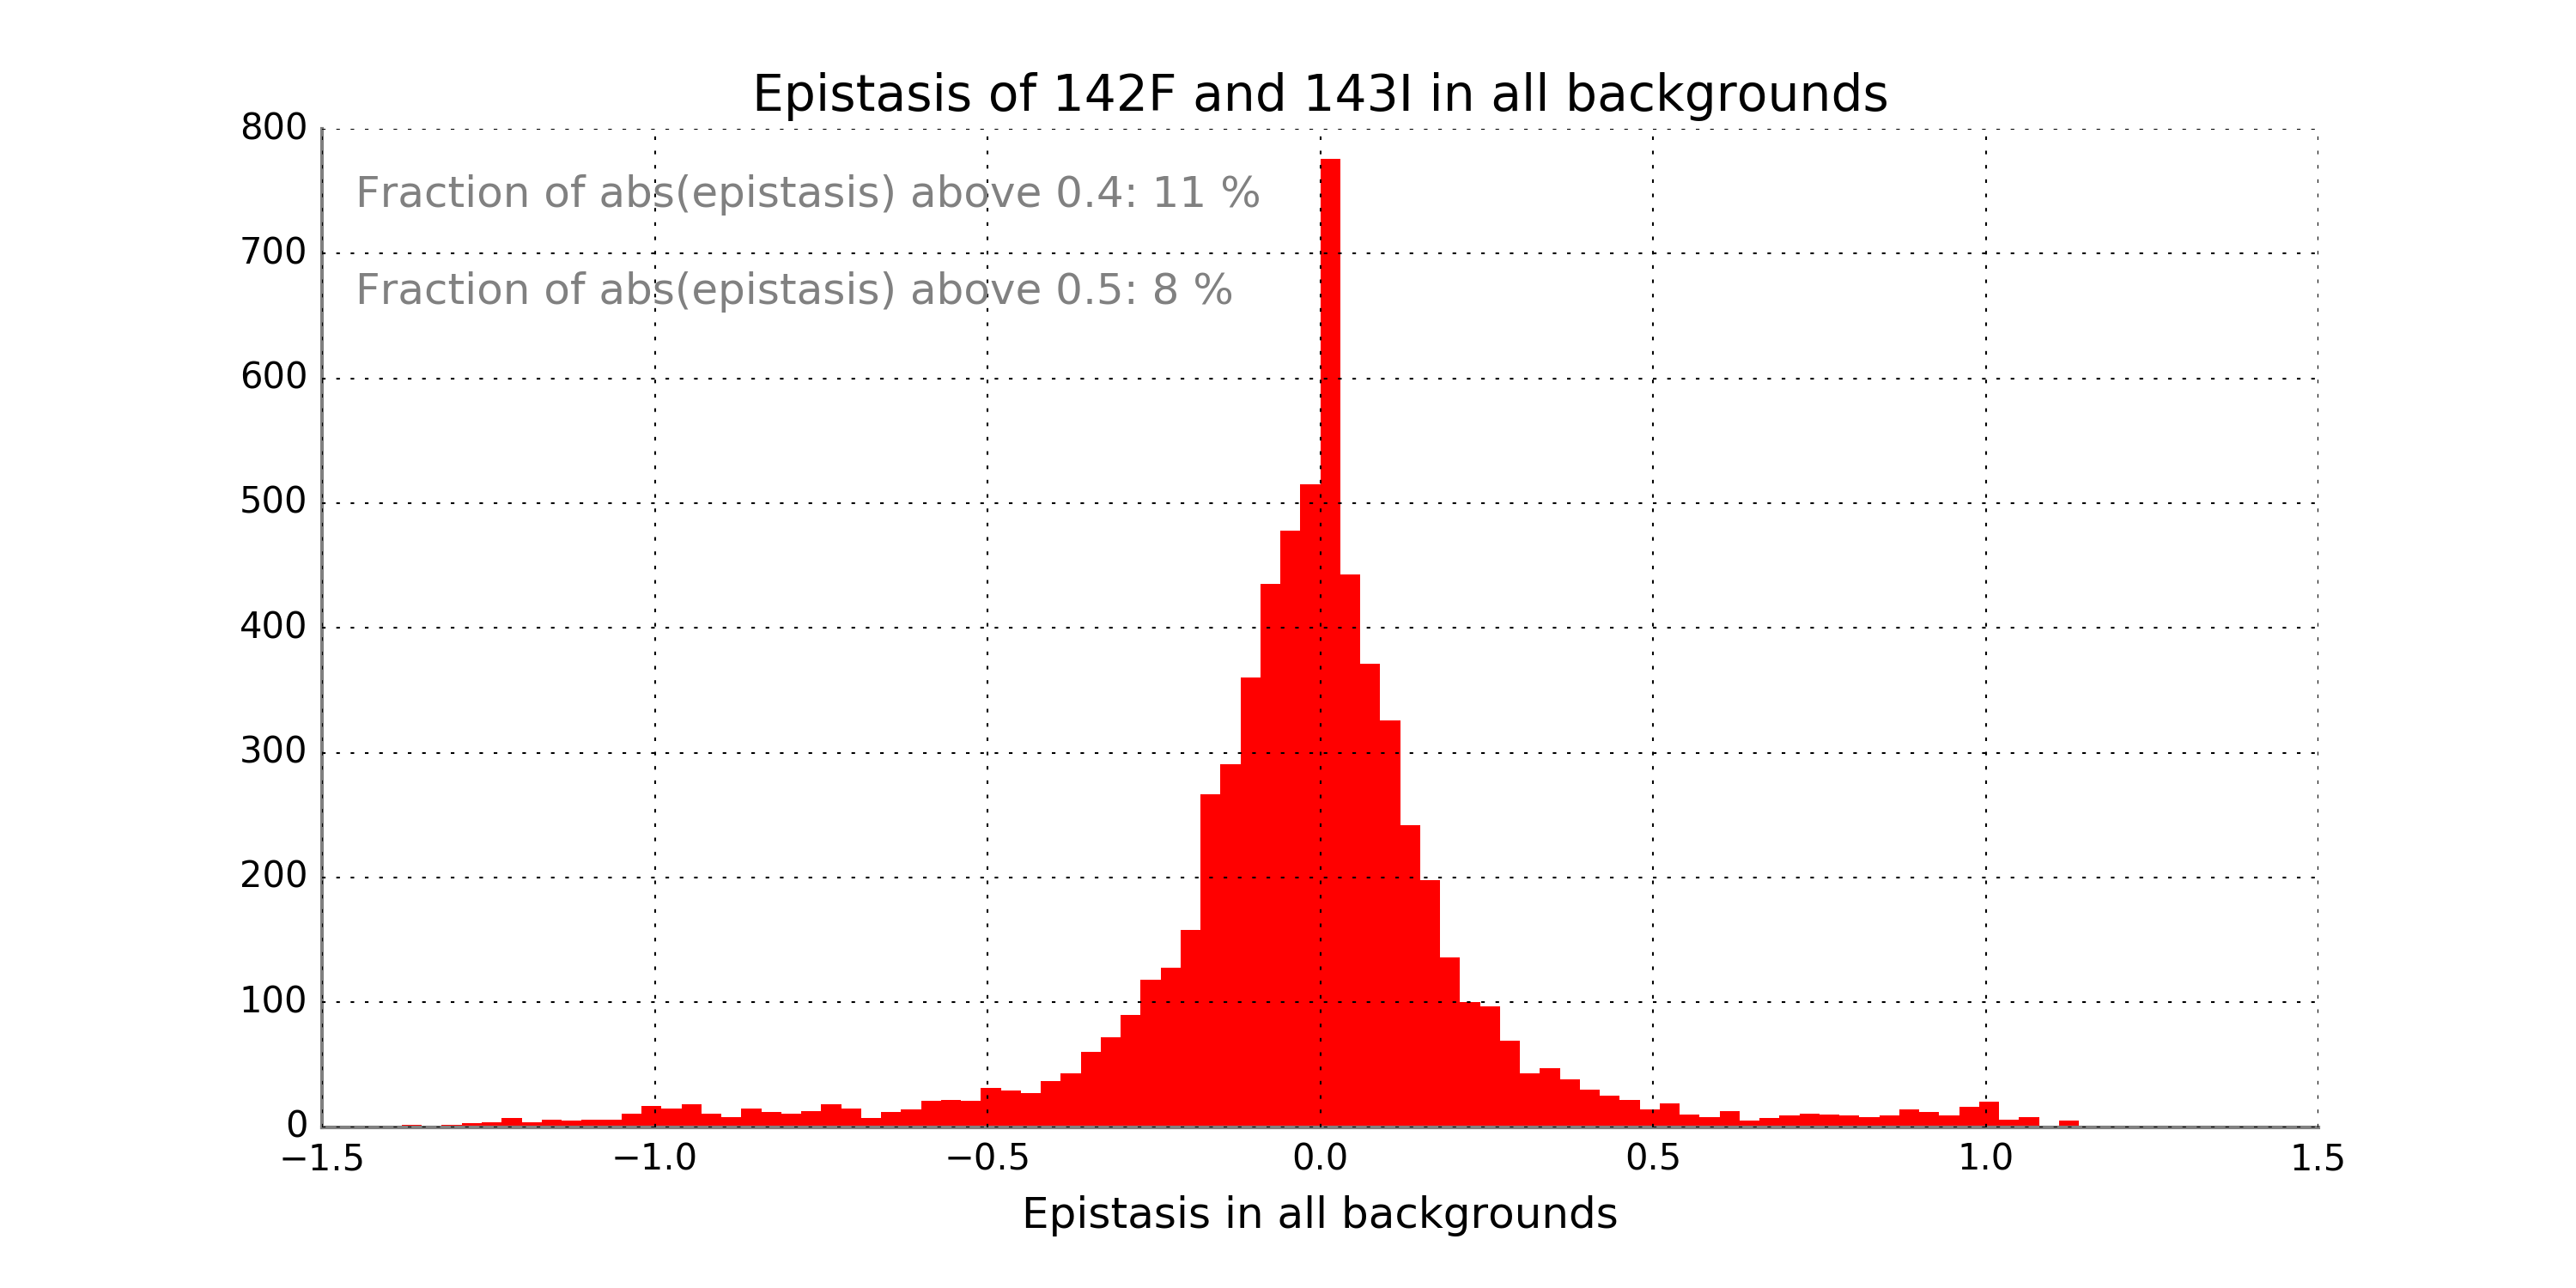 Epistasis of 142F and 143I in all backgrounds
800
Fraction of abs(epistasis) above 0.4: 11 %
700
Fraction of abs(epistasis) above 0.5: 8 %
600
500
400
300
200
100
0
−1.5 −1.0 −0.5 0.0 0.5 1.0 1.5
Epistasis in all backgrounds